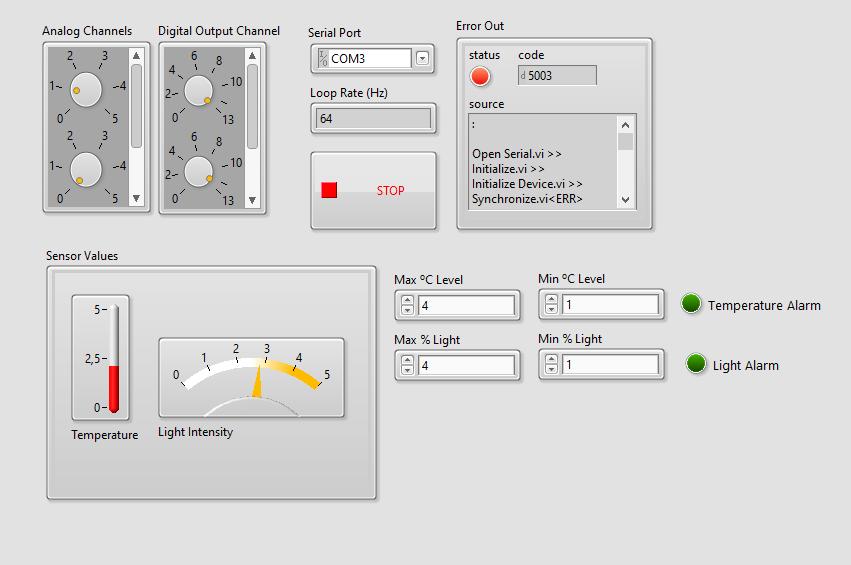 Analog Channels
Digital Output Channel
Serial Port
Error Out
2 3
1 4
0 5
2 3
1 4
0 5
6 8
4 10
2
0 13
6 8
4 10
2
0 13
I/O COM3
Loop Rate (Hz)
64
STOP
status code
d 5003
source
:
Open Serial.vi >>
Initialize.vi >>
Initialize Device.vi >>
Synchronize.vi<ERR>
Sensor Values
5
2,5
0
Temperature
0 1 2 3 4 5
Light Intensity
Max ºC Level
4
Min ºC Level
1
Temperature Alarm
Max % Light
4
Min % Light
1
Light Alarm